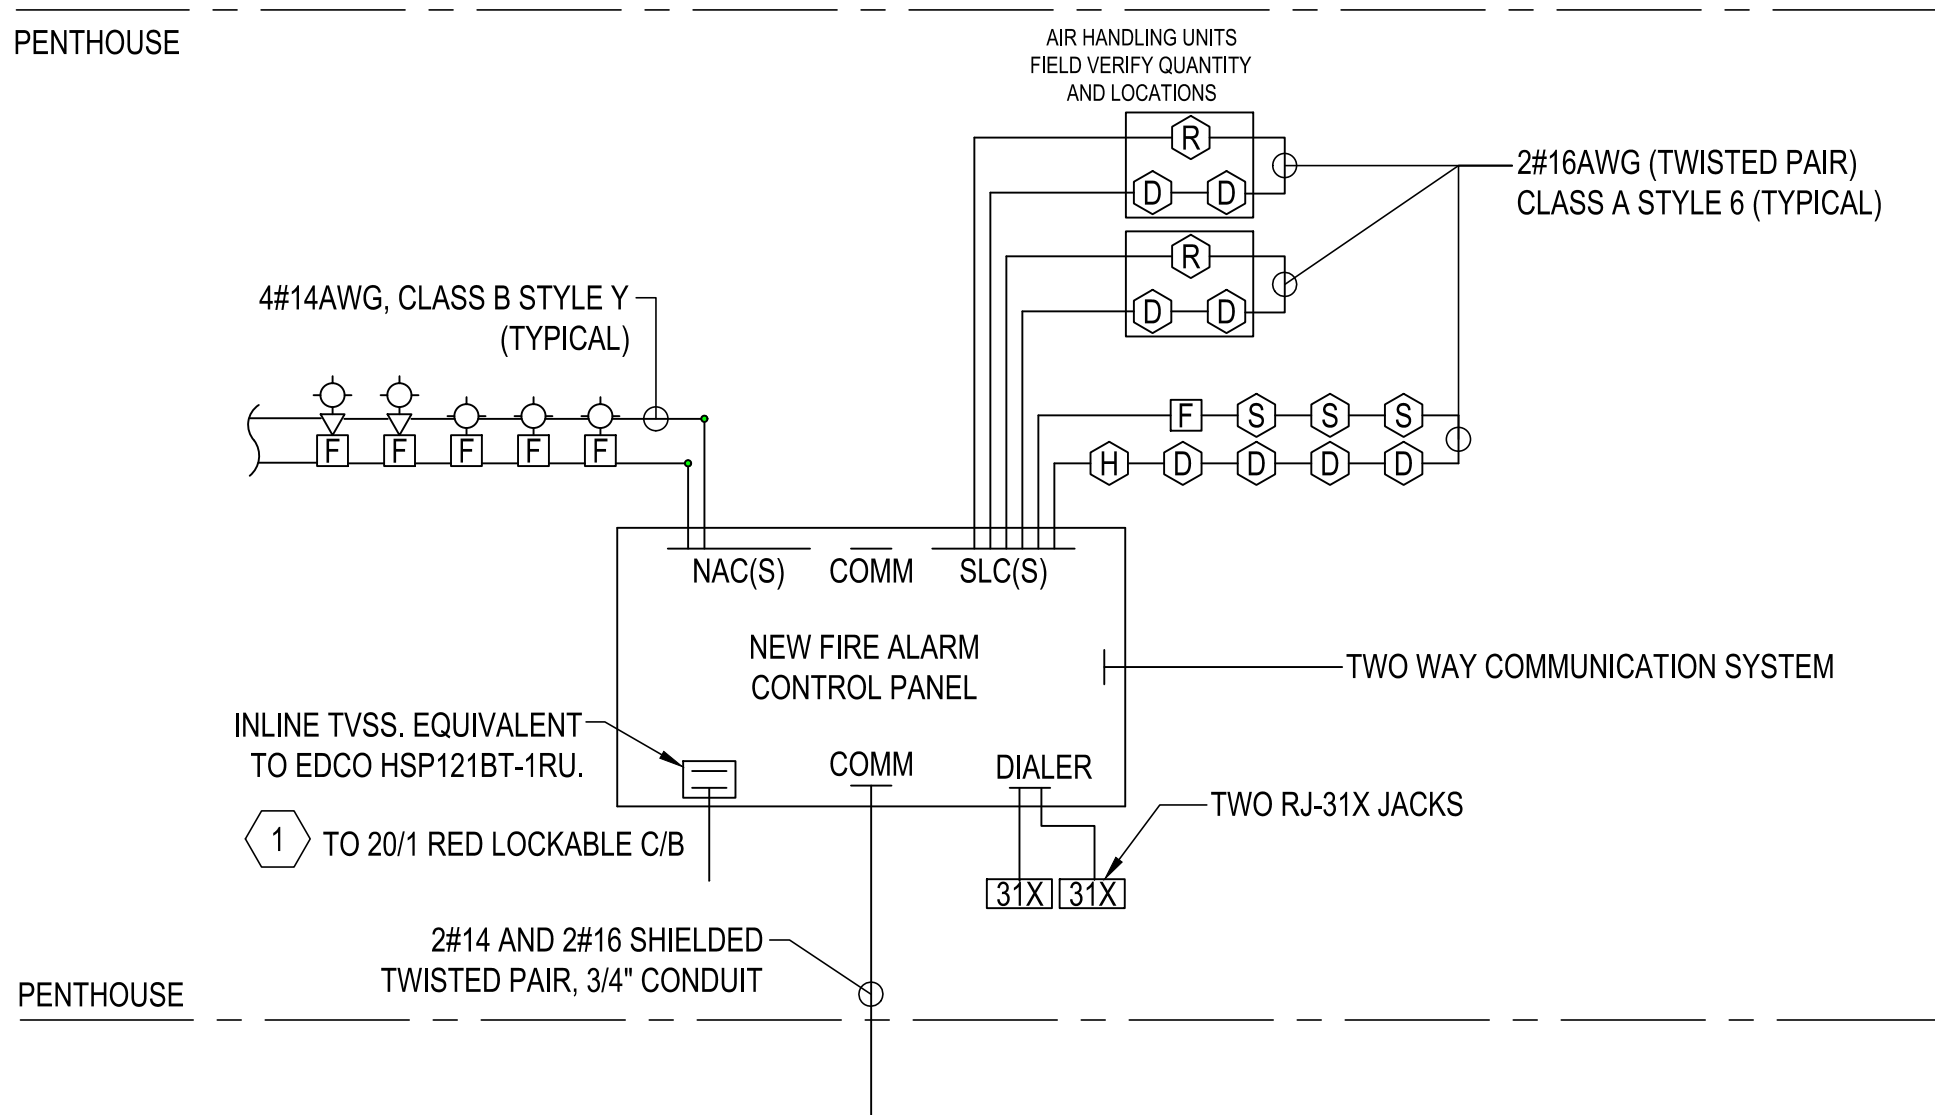 PENTHOUSE
AIR HANDLING UNITS
FIELD VERIFY QUANTITY
AND LOCATIONS
R
D D
2#16AWG (TWISTED PAIR)
CLASS A STYLE 6 (TYPICAL)
R
D D
4#14AWG, CLASS B STYLE Y
(TYPICAL)
F F F F F
F S S S
H D D D D
NAC(S) COMM SLC(S)
NEW FIRE ALARM
CONTROL PANEL
TWO WAY COMMUNICATION SYSTEM
INLINE TVSS. EQUIVALENT
TO EDCO HSP121BT-1RU.
COMM DIALER
TWO RJ-31X JACKS
1 TO 20/1 RED LOCKABLE C/B
31X 31X
2#14 AND 2#16 SHIELDED
TWISTED PAIR, 3/4" CONDUIT
PENTHOUSE